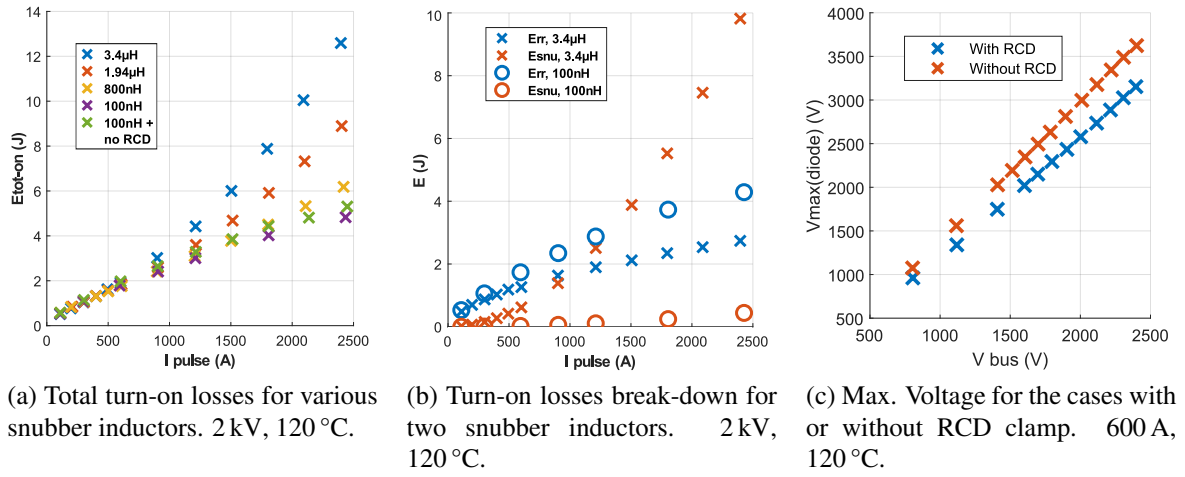 14
12
10
8
6
4
2
0
Etot-on (J)
3.4µH
1.94µH
800nH
100nH
100nH +
no RCD
0
500
1000
1500
2000
2500
I pulse (A)
(a) Total turn-on losses for various
snubber inductors. 2 kV, 120 °C.
10
8
6
4
2
0
E (J)
Err, 3.4µH
Esnu, 3.4µH
Err, 100nH
Esnu, 100nH
0
500
1000
1500
2000
2500
I pulse (A)
(b) Turn-on losses break-down for
two snubber inductors. 2 kV,
120 °C.
4000
3500
3000
2500
2000
1500
1000
500
Vmax(diode) (V)
With RCD
Without RCD
500
1000
1500
2000
2500
V bus (V)
(c) Max. Voltage for the cases with
or without RCD clamp. 600 A,
120 °C.